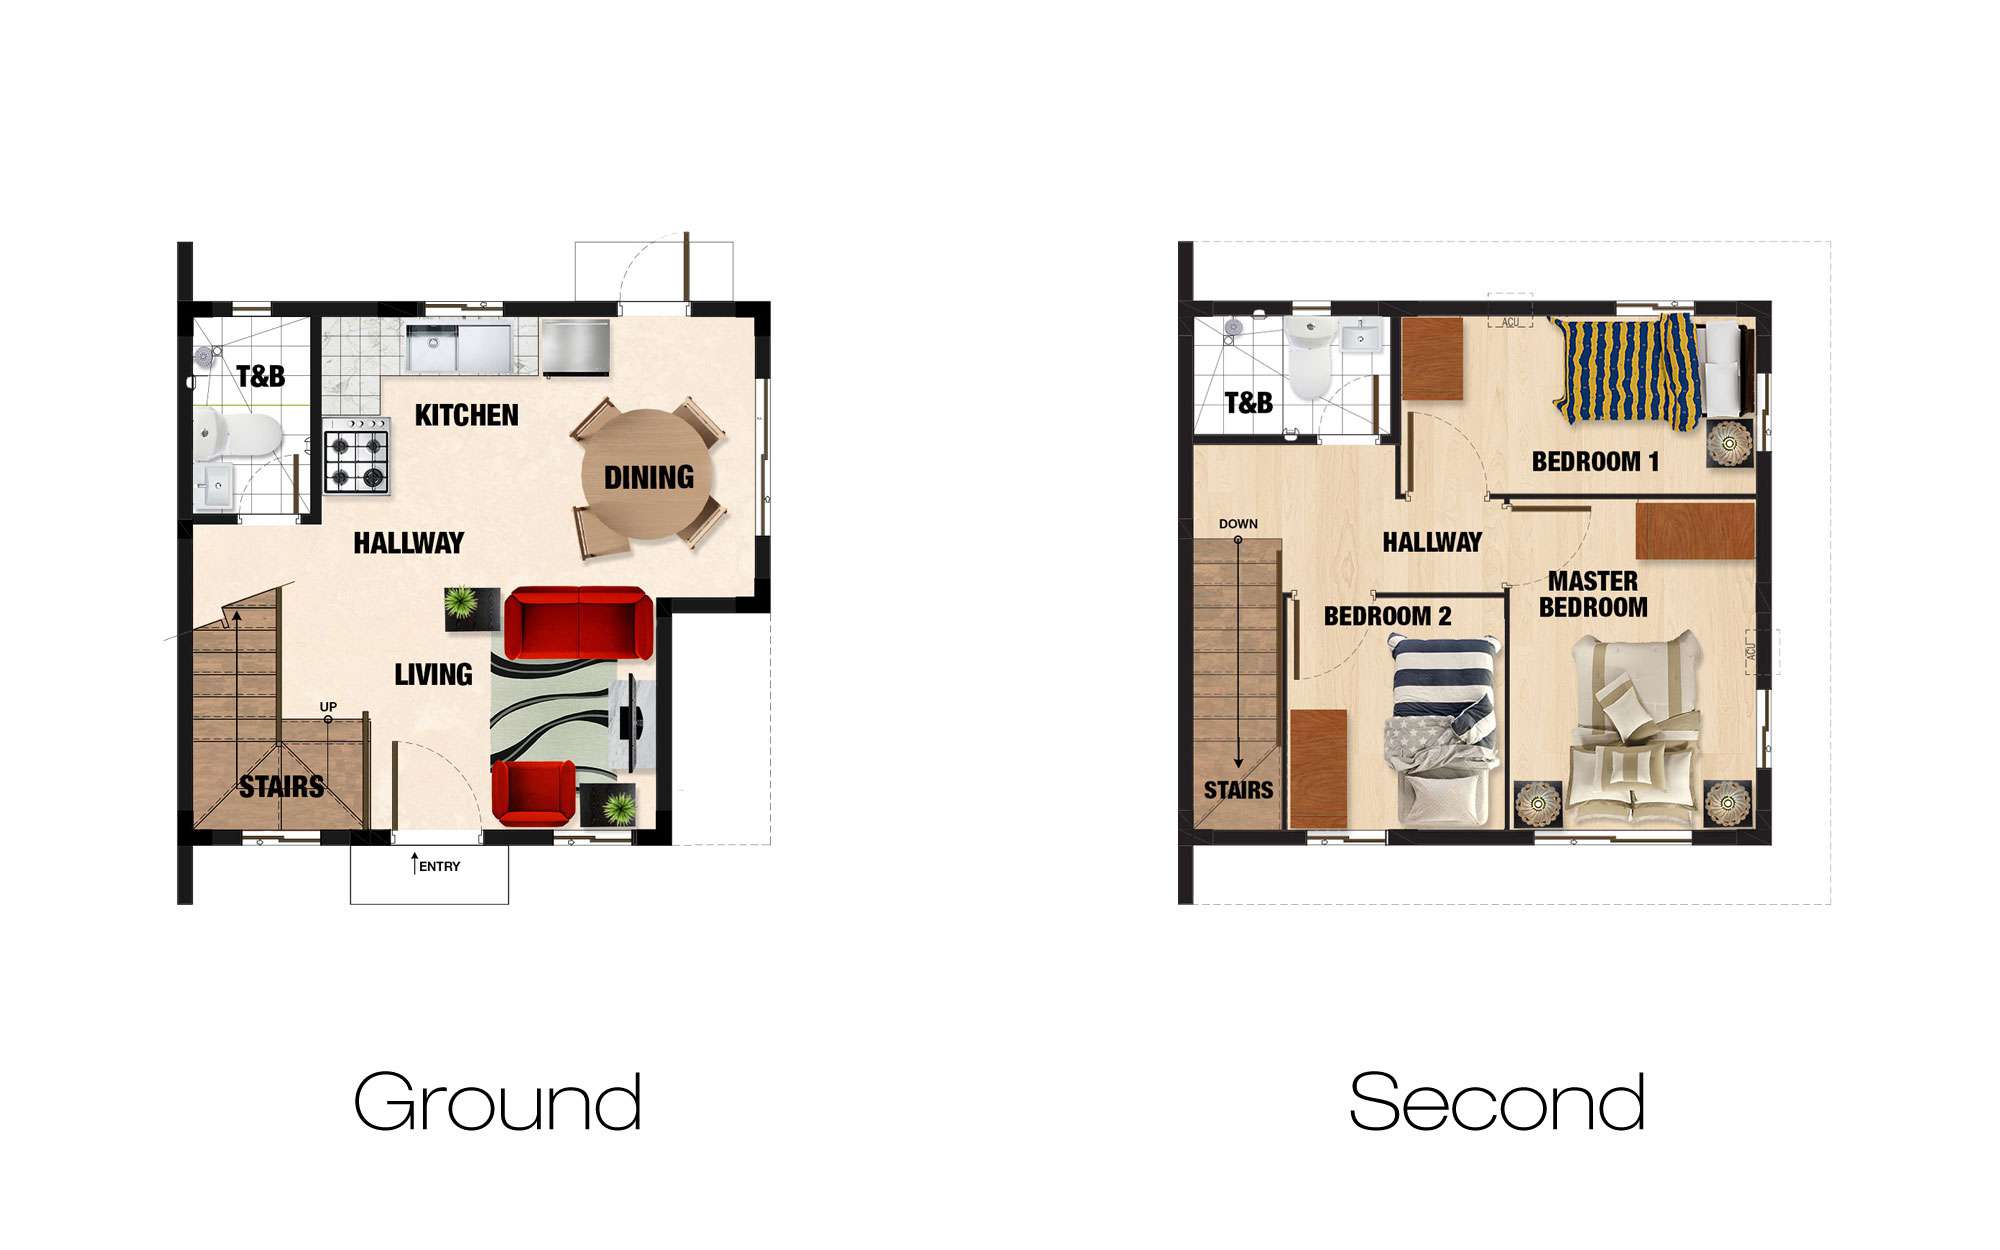 T&B
KITCHEN
DINING
HALLWAY
LIVING
UP
STAIRS
ENTRY
Ground
ACU
T&B
BEDROOM 1
DOWN
HALLWAY
MASTER
BEDROOM
BEDROOM 2
ACU
STAIRS
Second